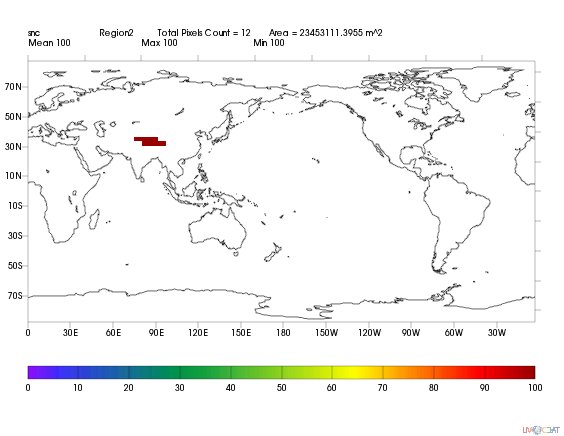 snc Region2 Total Pixels Count = 12 Area = 23453111.3955 m^2
Mean 100 Max 100 Min 100
70N
50N
30N
10N
10S
30S
50S
70S
0 30E 60E 90E 120E 150E 180 150W 120W 90W 60W 30W
0 10 20 30 40 50 60 70 80 90 100